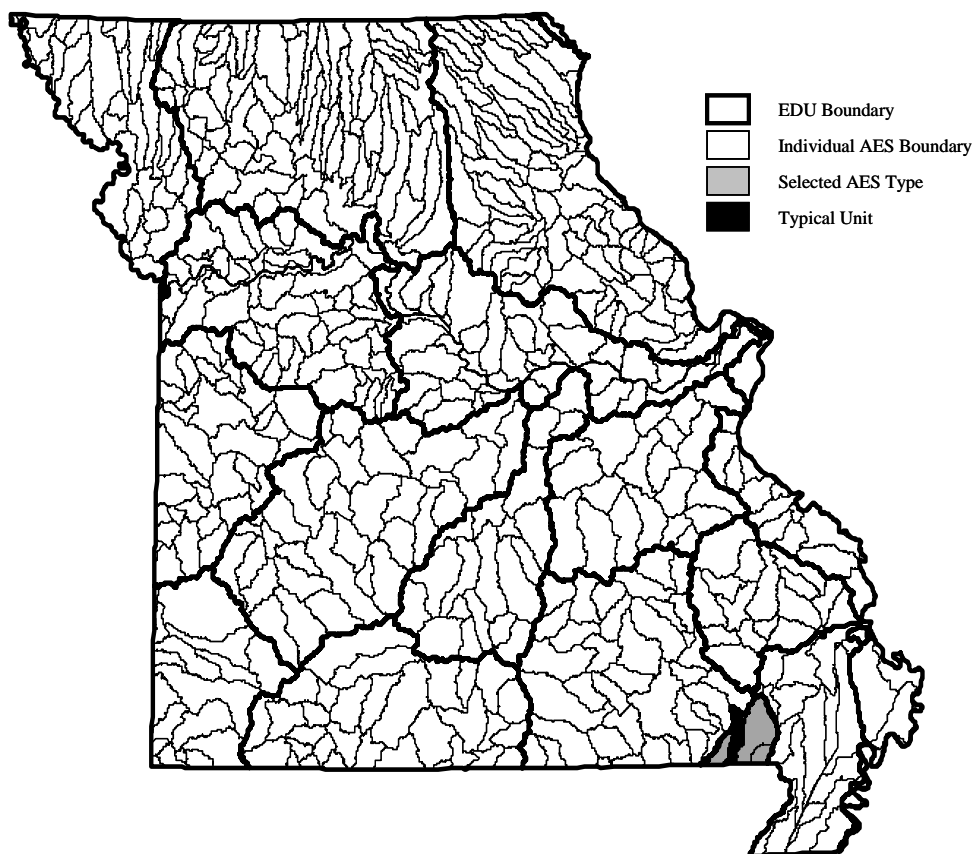 EDU Boundary
Individual AES Boundary
Selected AES Type
Typical Unit